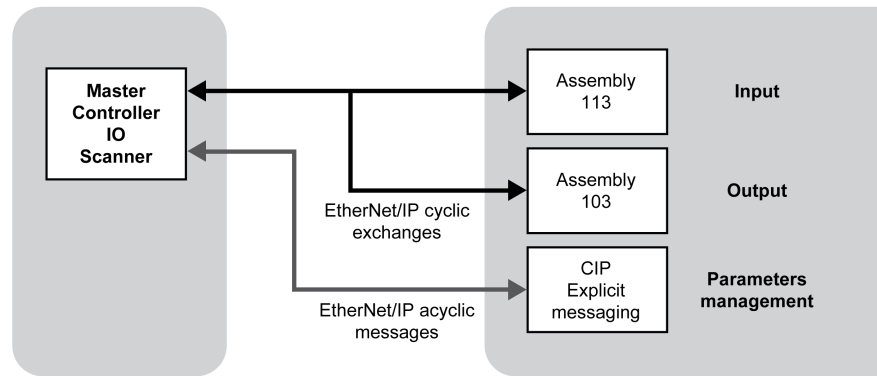 Master
Controller
IO
Scanner
Assembly
113
Input
Assembly
103
Output
EtherNet/IP cyclic
exchanges
CIP
Explicit
messaging
Parameters
management
EtherNet/IP acyclic
messages